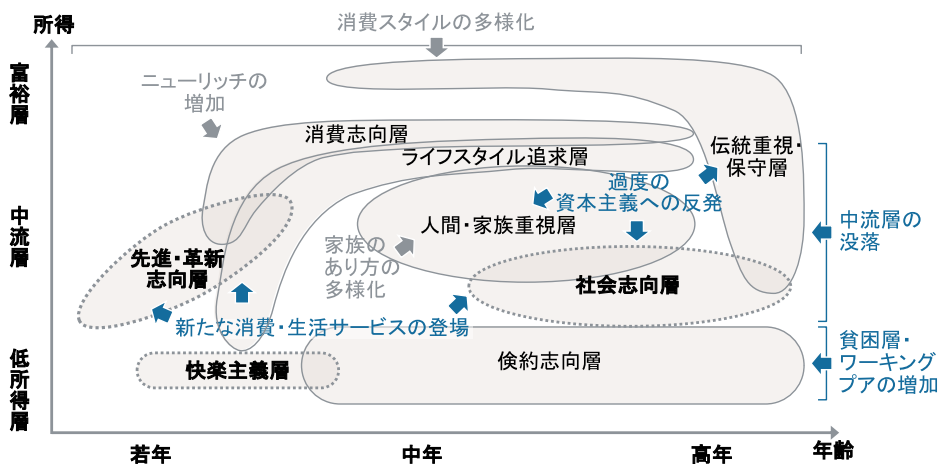 消費スタイルの多様化
所得
富
裕
層
ニューリッチの
増加
消費志向層
ライフスタイル追求層
伝統重視・
保守層
過度の
資本主義への反発
中
流
層
人間・家族重視層
中流層の
没落
先進・革新
志向層
家族の
あり方の
多様化
社会志向層
新たな消費・生活サービスの登場
低
所
得
層
快楽主義層
倹約志向層
貧困層・
ワーキング
プアの増加
若年
中年
高年
年齢